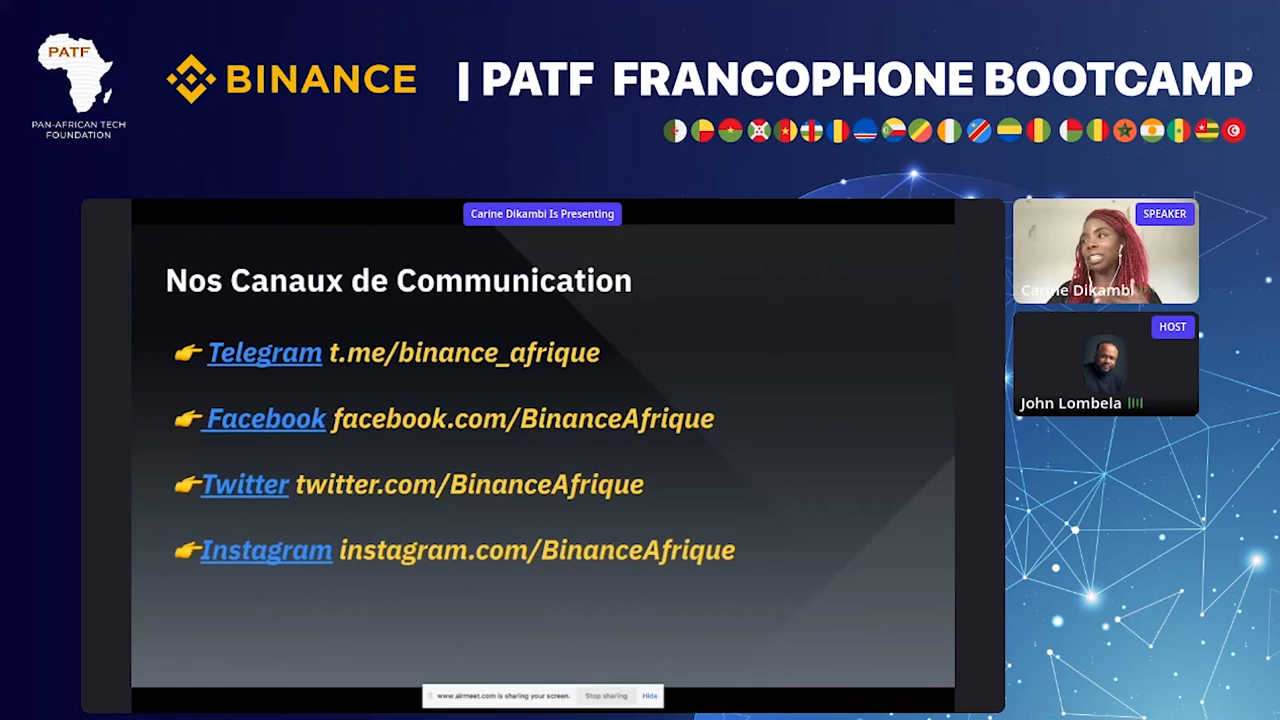 PATF
PAN-AFRICAN TECH
FOUNDATION
BINANCE
| PATF FRANCOPHONE BOOTCAMP
Carine Dikambi Is Presenting
Nos Canaux de Communication
👉 Telegram t.me/binance_afrique
👉 Facebook facebook.com/BinanceAfrique
👉Twitter twitter.com/BinanceAfrique
👉Instagram instagram.com/BinanceAfrique
www.airmeet.com is sharing your screen. Stop sharing Hide
SPEAKER
Carine Dikambi
HOST
John Lombela